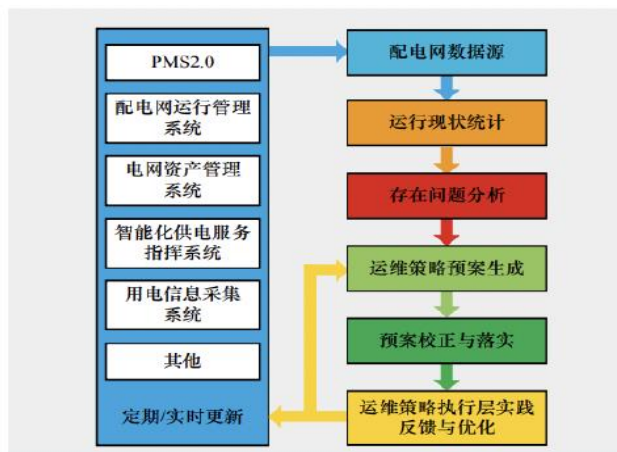 PMS2.0
配电网运行管理
系统
电网资产管理
系统
智能化供电服务
指挥系统
用电信息采集
系统
其他
定期/实时更新
配电网数据源
运行现状统计
存在问题分析
运维策略预案生成
预案校正与落实
运维策略执行层实践
反馈与优化